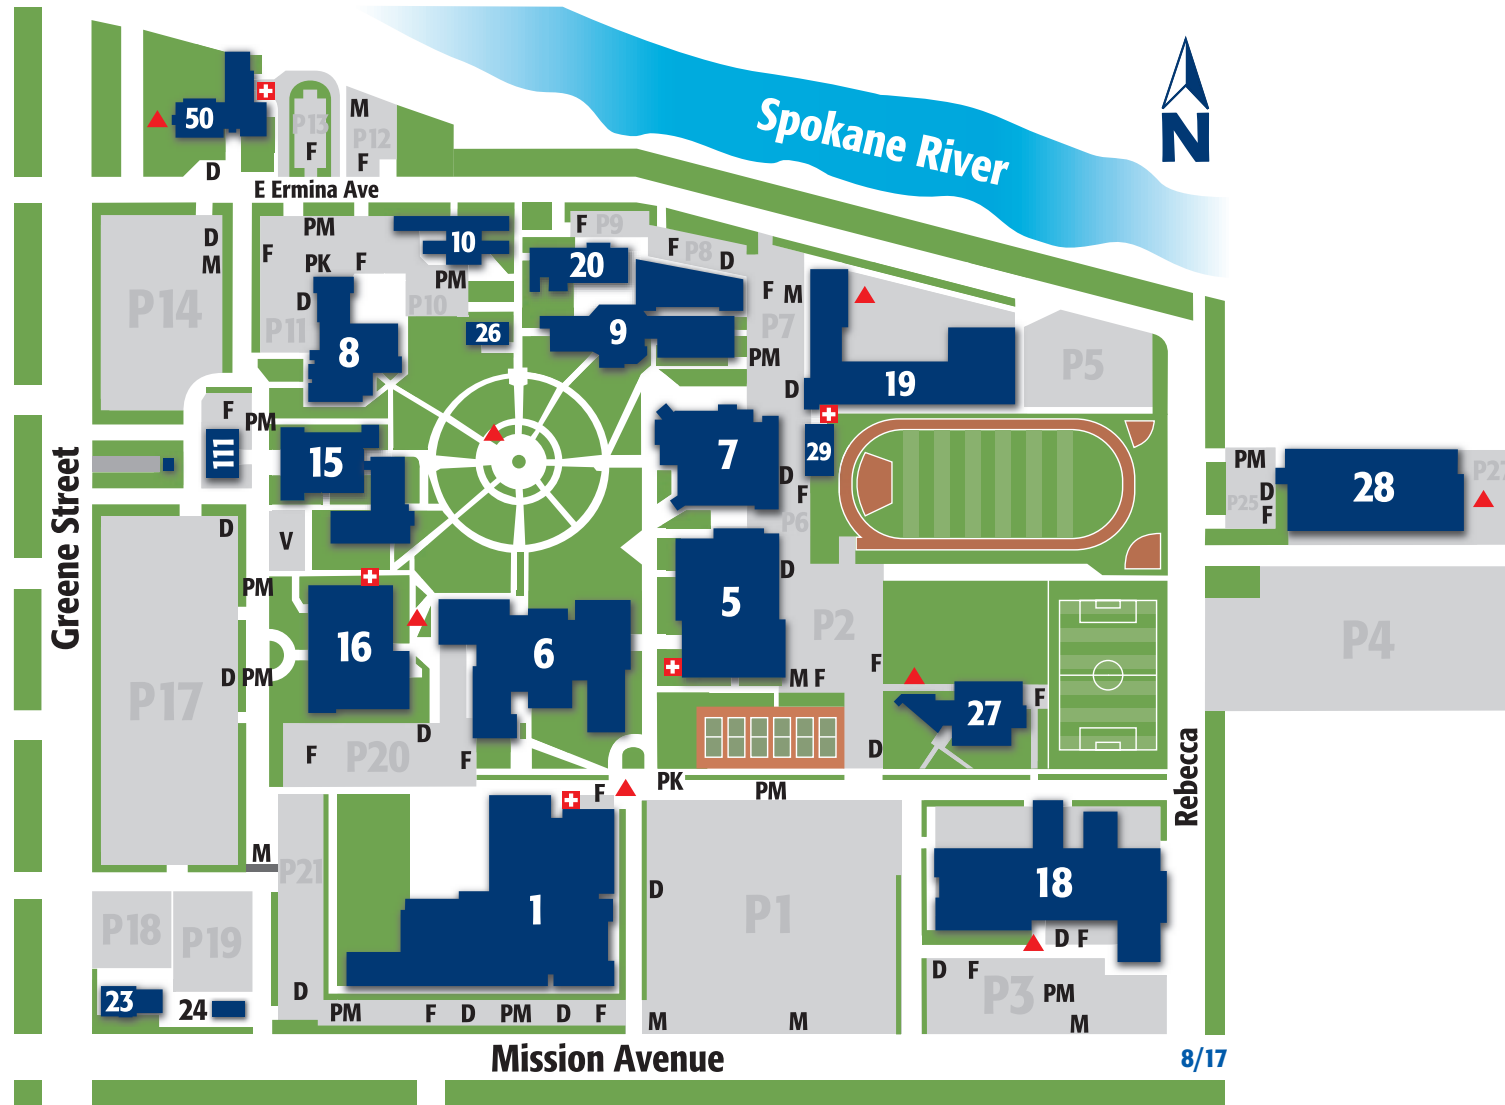 Spokane River
N
50
P13
M
P12
F
F
D
E Ermina Ave
PM
F
P9
10
D
M
F
PK
F
20
F
P8
D
PM
D
P14
P10
F
M
P11
P7
26
9
8
PM
P5
19
D
F
PM
111
15
7
29
PM
28
P27
D
D
F
P25
F
P6
Greene Street
D
V
D
PM
5
P2
P4
16
6
F
D
PM
M F
P17
27
F
D
F
P20
F
D
PK
PM
F
Rebecca
M
P21
D
18
1
P1
P18
P19
D F
D
F
D
P3
PM
23
24
PM
F
D
PM
D
F
M
M
M
Mission Avenue
8/17